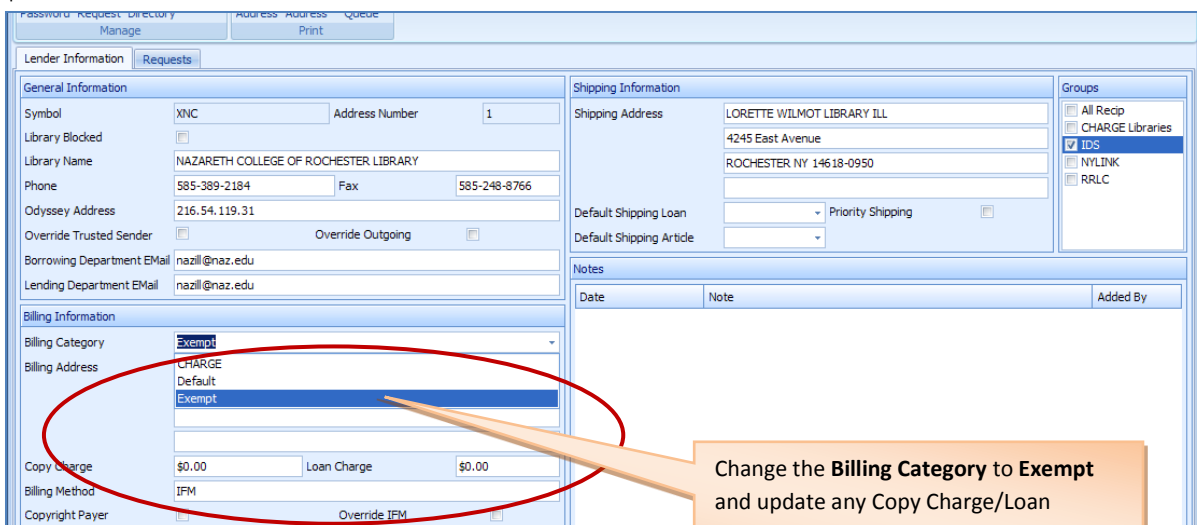 Password Request Directory Address Address Queue
Manage Print
Lender Information Requests
General Information
Symbol XNC Address Number 1
Library Blocked
Library Name NAZARETH COLLEGE OF ROCHESTER LIBRARY
Phone 585-389-2184 Fax 585-248-8766
Odyssey Address 216.54.119.31
Override Trusted Sender Override Outgoing
Borrowing Department EMail nazill@naz.edu
Lending Department EMail nazill@naz.edu
Billing Information
Billing Category Exempt
Billing Address CHARGE
Default
Exempt
Copy Charge $0.00 Loan Charge $0.00
Billing Method IFM
Copyright Payer Override IFM
Shipping Information
Shipping Address LORETTE WILMOT LIBRARY ILL
4245 East Avenue
ROCHESTER NY 14618-0950
Default Shipping Loan Priority Shipping
Default Shipping Article
Groups
All Recip
CHARGE Libraries
IDS
NYLINK
RRLC
Notes
Date Note Added By
Change the Billing Category to Exempt
and update any Copy Charge/Loan